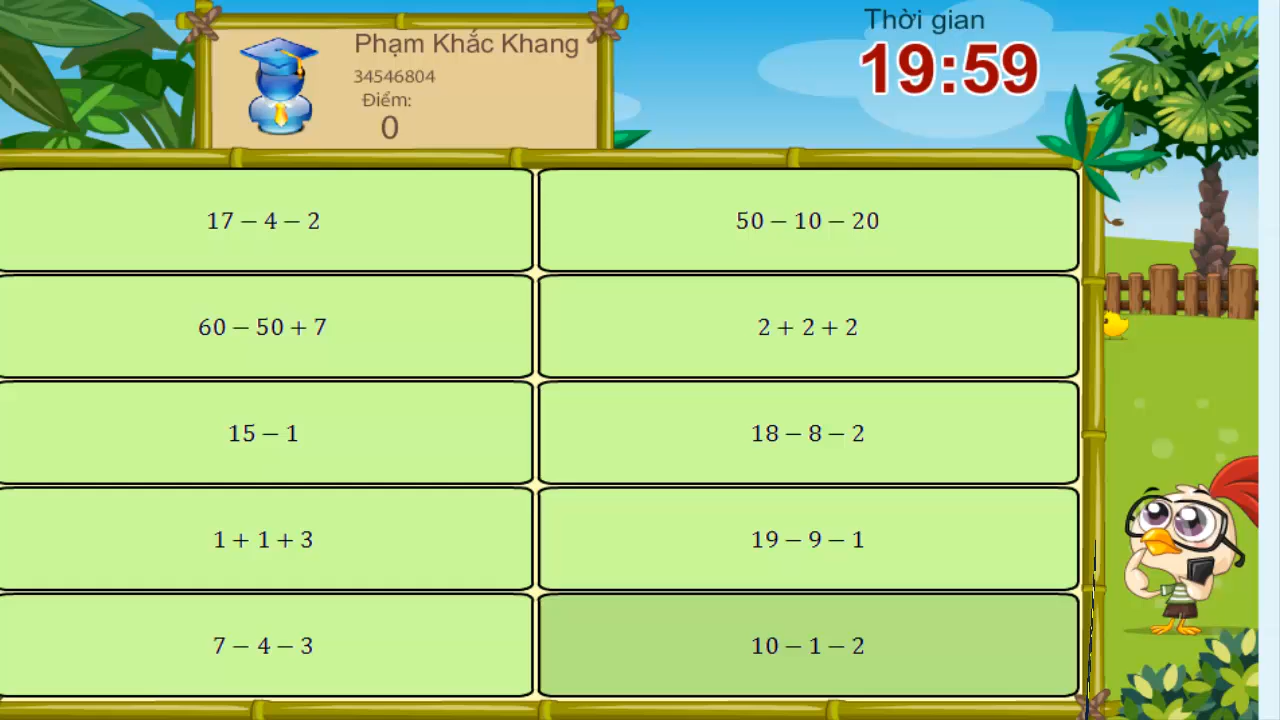 Phạm Khắc Khang
34546804
Điểm:
0
Thời gian
19:59
17 − 4 − 2
50 − 10 − 20
60 − 50 + 7
2 + 2 + 2
15 − 1
18 − 8 − 2
1 + 1 + 3
19 − 9 − 1
7 − 4 − 3
10 − 1 − 2